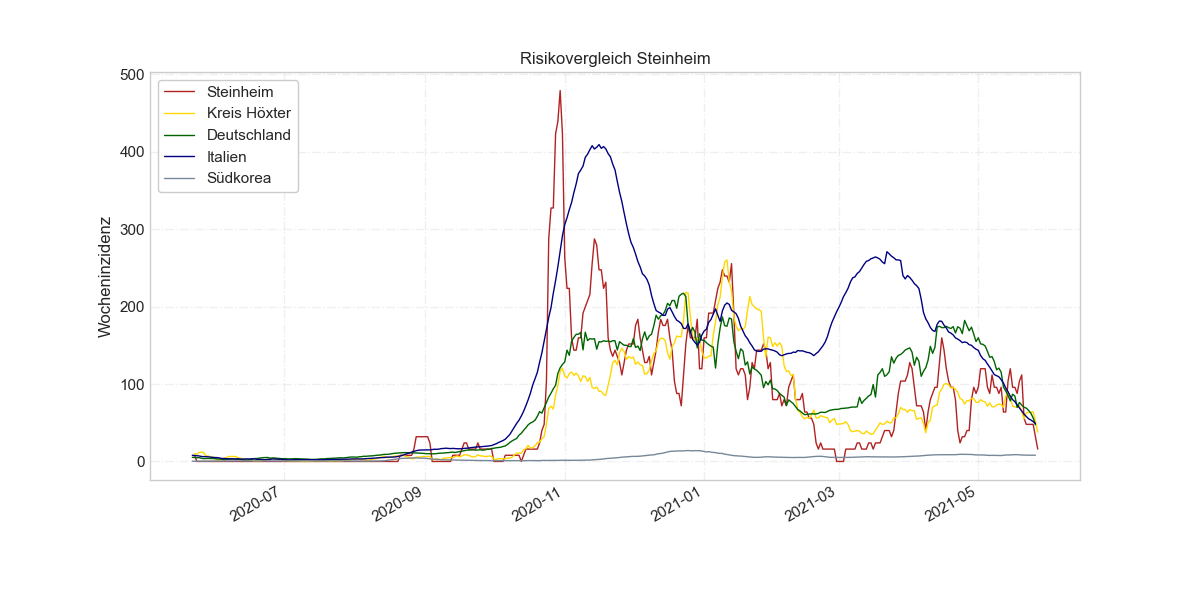 Risikovergleich Steinheim
Wocheninzidenz
500
400
300
200
100
0
Steinheim
Kreis Höxter
Deutschland
Italien
Südkorea
2020-07
2020-09
2020-11
2021-01
2021-03
2021-05